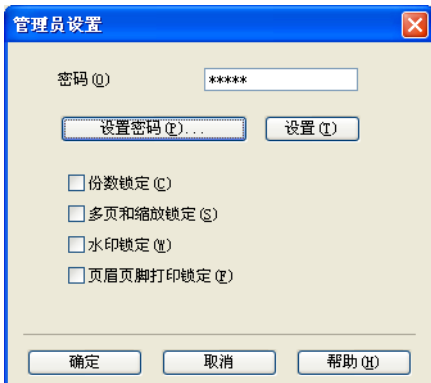 管理员设置
密码(O) *****
设置密码(P)... 设置(T)
份数锁定(C)
多页和缩放锁定(S)
水印锁定(W)
页眉页脚打印锁定(F)
确定 取消 帮助(H)